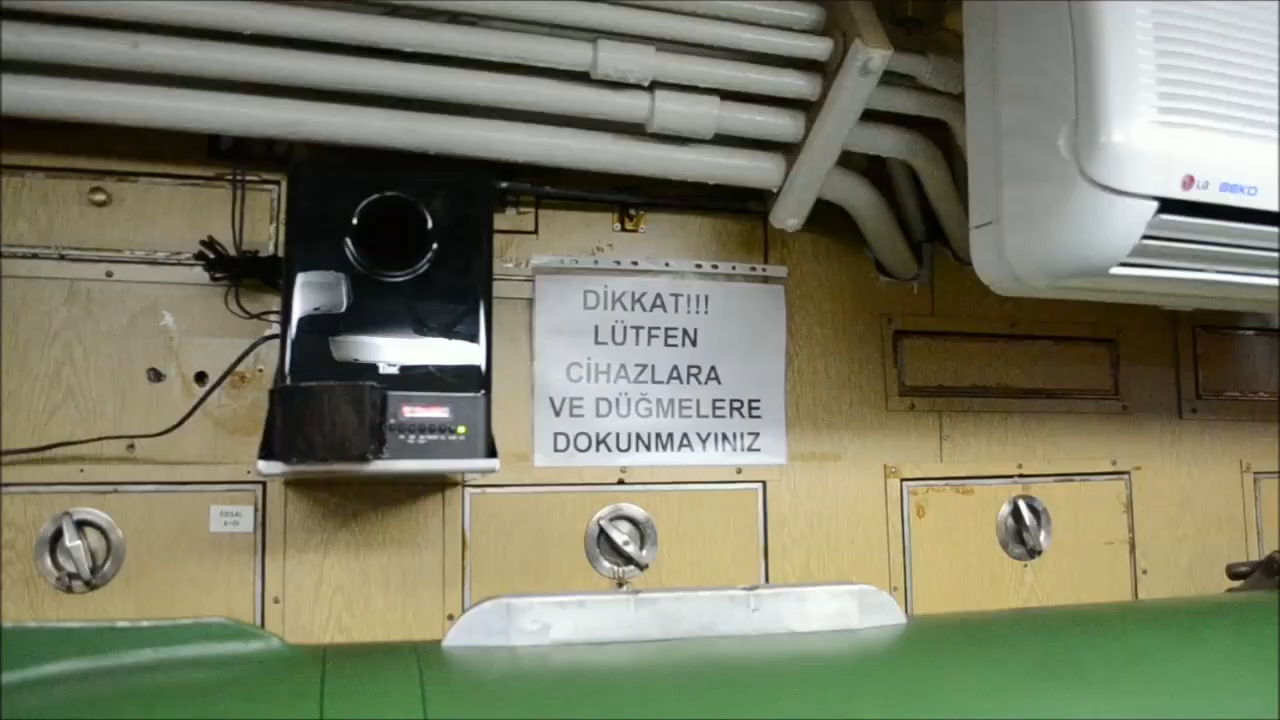 LG BEKO
DİKKAT!!!
LÜTFEN
CİHAZLARA
VE DÜĞMELERE
DOKUNMAYINIZ